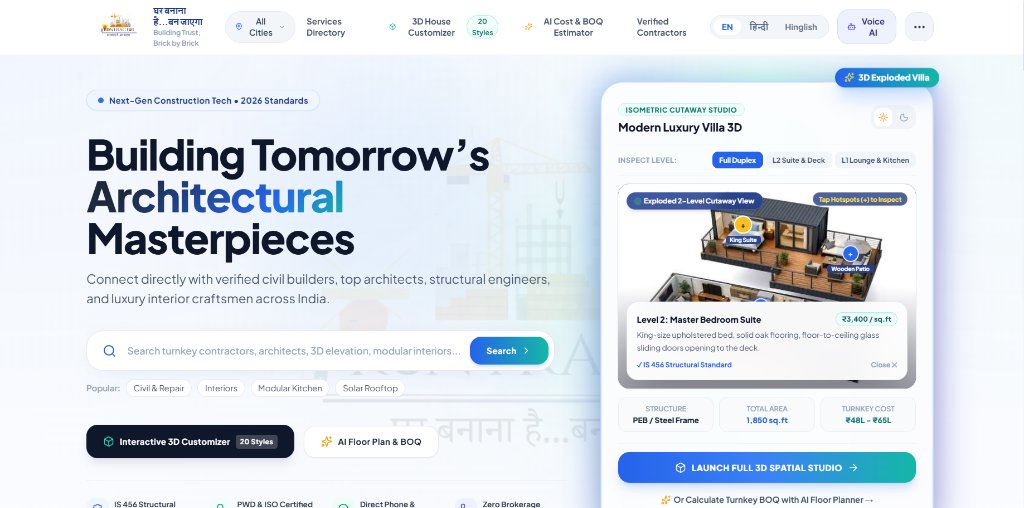 घर बनाना
है...बन जाएगा
Building Trust,
Brick by Brick
All
Cities
Services
Directory
3D House
Customizer
20
Styles
AI Cost & BOQ
Estimator
Verified
Contractors
EN
हिन्दी
Hinglish
Voice
AI
3D Exploded Villa
Next-Gen Construction Tech • 2026 Standards
Building Tomorrow's
Architectural
Masterpieces
Connect directly with verified civil builders, top architects, structural engineers,
and luxury interior craftsmen across India.
Search turnkey contractors, architects, 3D elevation, modular interiors...
Search
Popular:
Civil & Repair
Interiors
Modular Kitchen
Solar Rooftop
घर बनाना है...ब
Interactive 3D Customizer
20 Styles
AI Floor Plan & BOQ
IS 456 Structural
PWD & ISO Certified
Direct Phone &
Zero Brokerage
ISOMETRIC CUTAWAY STUDIO
Modern Luxury Villa 3D
INSPECT LEVEL:
Full Duplex
L2 Suite & Deck
L1 Lounge & Kitchen
Exploded 2-Level Cutaway View
Tap Hotspots (+) to Inspect
King Suite
Wooden Patio
Level 2: Master Bedroom Suite
₹3,400 / sq.ft
King-size upholstered bed, solid oak flooring, floor-to-ceiling glass
sliding doors opening to the deck.
✓ IS 456 Structural Standard
Close ✕
STRUCTURE
PEB / Steel Frame
TOTAL AREA
1,850 sq.ft
TURNKEY COST
₹48L - ₹65L
LAUNCH FULL 3D SPATIAL STUDIO →
Or Calculate Turnkey BOQ with AI Floor Planner →